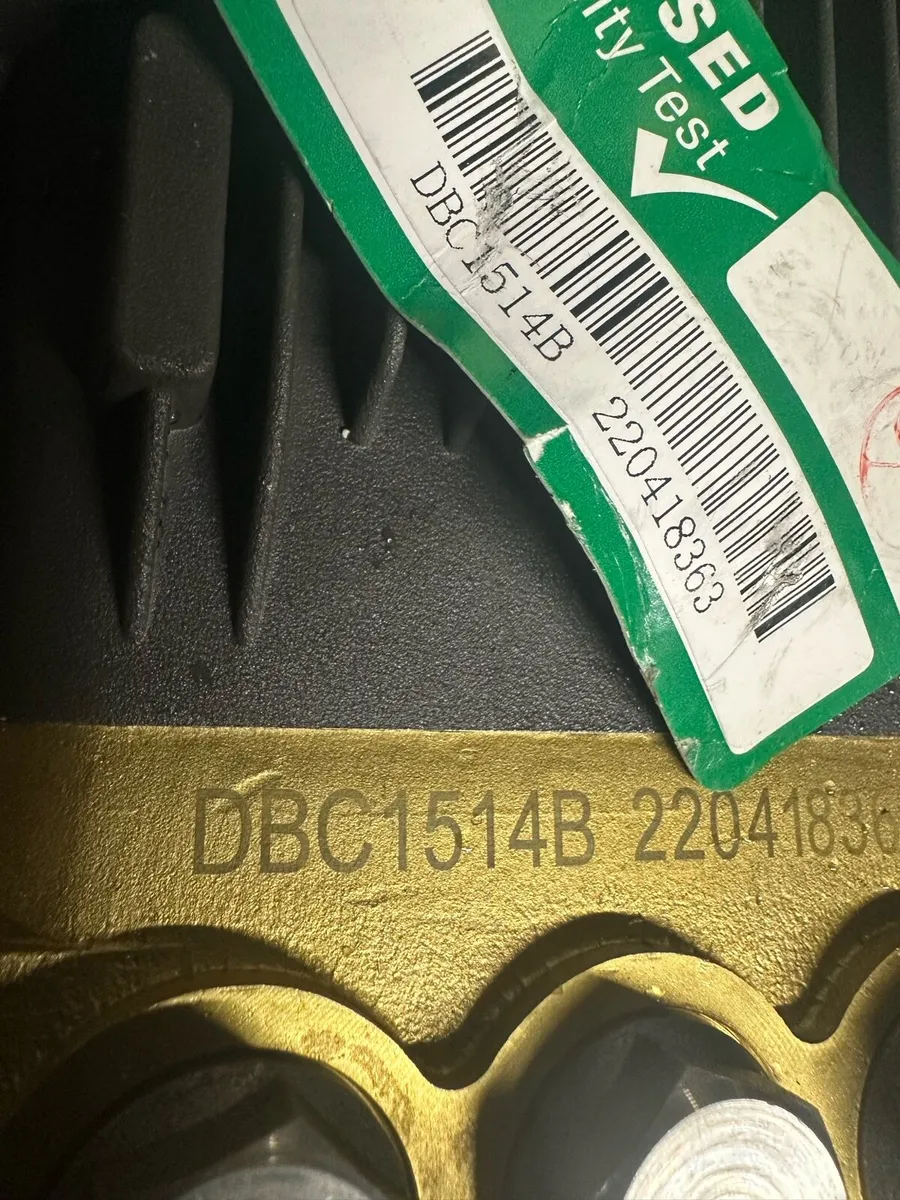 SED
ity Test
DBC1514B 220418363
DBC1514B 22041836